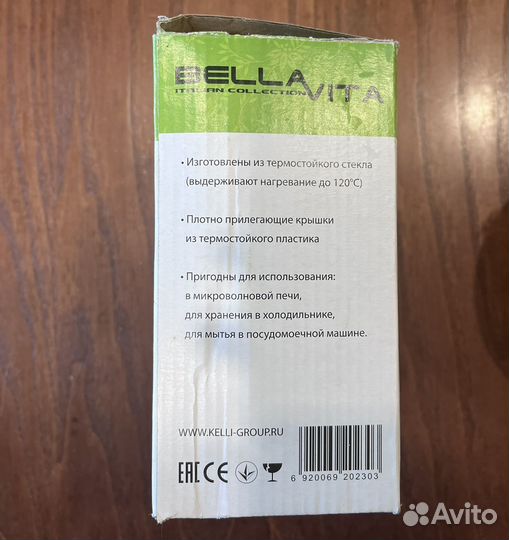 BELLA VITA
ITALIAN COLLECTION
• Изготовлены из термостойкого стекла
(выдерживают нагревание до 120°C)
• Плотно прилегающие крышки
из термостойкого пластика
• Пригодны для использования:
в микроволновой печи,
для хранения в холодильнике,
для мытья в посудомоечной машине.
WWW.KELLI-GROUP.RU
EAC CE
6 920069 202303
Avito